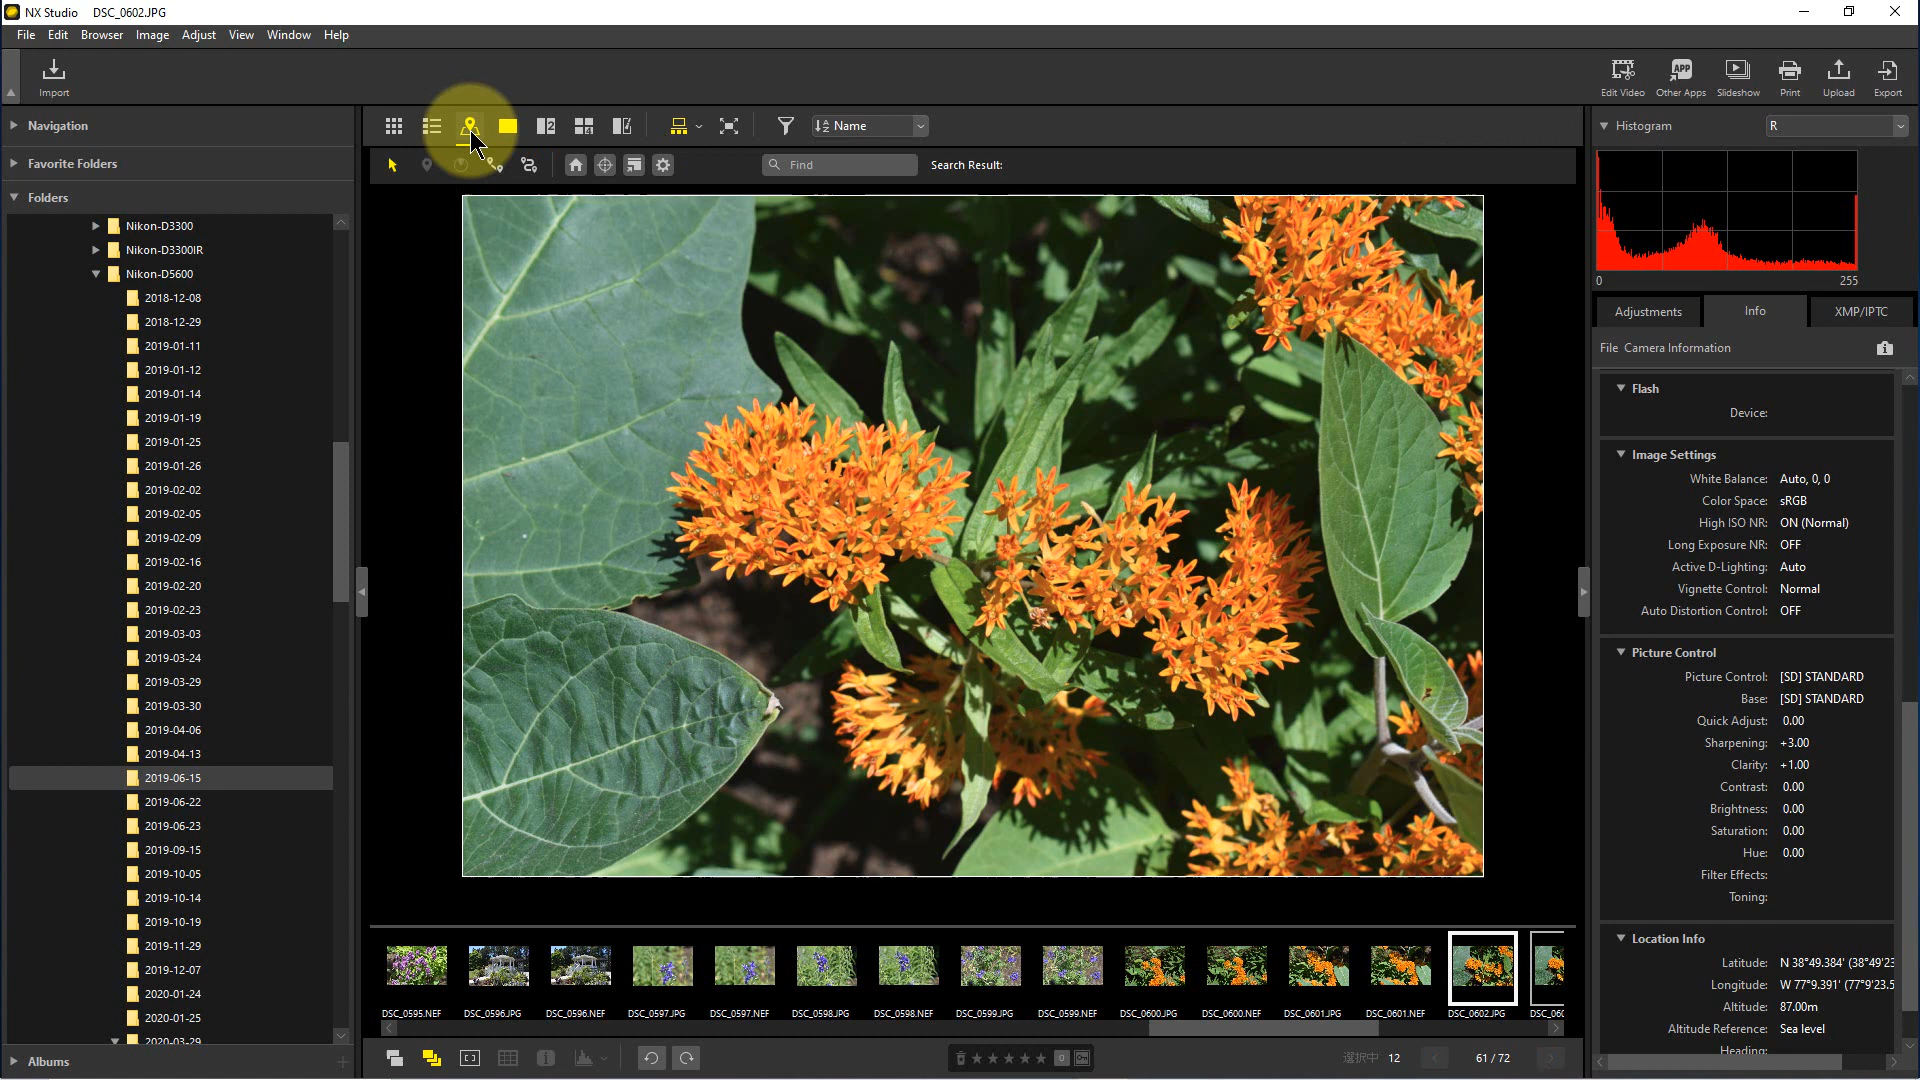 NX Studio DSC_0602.JPG
File Edit Browser Image Adjust View Window Help
Import
Edit Video Other Apps Slideshow Print Upload Export
Navigation
Favorite Folders
Folders
Nikon-D3300
Nikon-D3300IR
Nikon-D5600
2018-12-08
2018-12-29
2019-01-11
2019-01-12
2019-01-14
2019-01-19
2019-01-25
2019-01-26
2019-02-02
2019-02-05
2019-02-09
2019-02-16
2019-02-20
2019-02-23
2019-03-03
2019-03-24
2019-03-29
2019-03-30
2019-04-06
2019-04-13
2019-06-15
2019-06-22
2019-06-23
2019-09-15
2019-10-05
2019-10-14
2019-10-19
2019-11-29
2019-12-07
2020-01-24
2020-01-25
2020-03-29
Albums
Name
Find Search Result:
DSC_0595.NEF DSC_0596.JPG DSC_0596.NEF DSC_0597.JPG DSC_0597.NEF DSC_0598.JPG DSC_0598.NEF DSC_0599.JPG DSC_0599.NEF DSC_0600.JPG DSC_0600.NEF DSC_0601.JPG DSC_0601.NEF DSC_0602.JPG DSC_060
0 選択中 12 61 / 72
Histogram R
0 255
Adjustments Info XMP/IPTC
File Camera Information
Flash
Device:
Image Settings
White Balance: Auto, 0, 0
Color Space: sRGB
High ISO NR: ON (Normal)
Long Exposure NR: OFF
Active D-Lighting: Auto
Vignette Control: Normal
Auto Distortion Control: OFF
Picture Control
Picture Control: [SD] STANDARD
Base: [SD] STANDARD
Quick Adjust: 0.00
Sharpening: +3.00
Clarity: +1.00
Contrast: 0.00
Brightness: 0.00
Saturation: 0.00
Hue: 0.00
Filter Effects:
Toning:
Location Info
Latitude: N 38°49.384' (38°49'23
Longitude: W 77°9.391' (77°9'23.5
Altitude: 87.00m
Altitude Reference: Sea level
Heading: